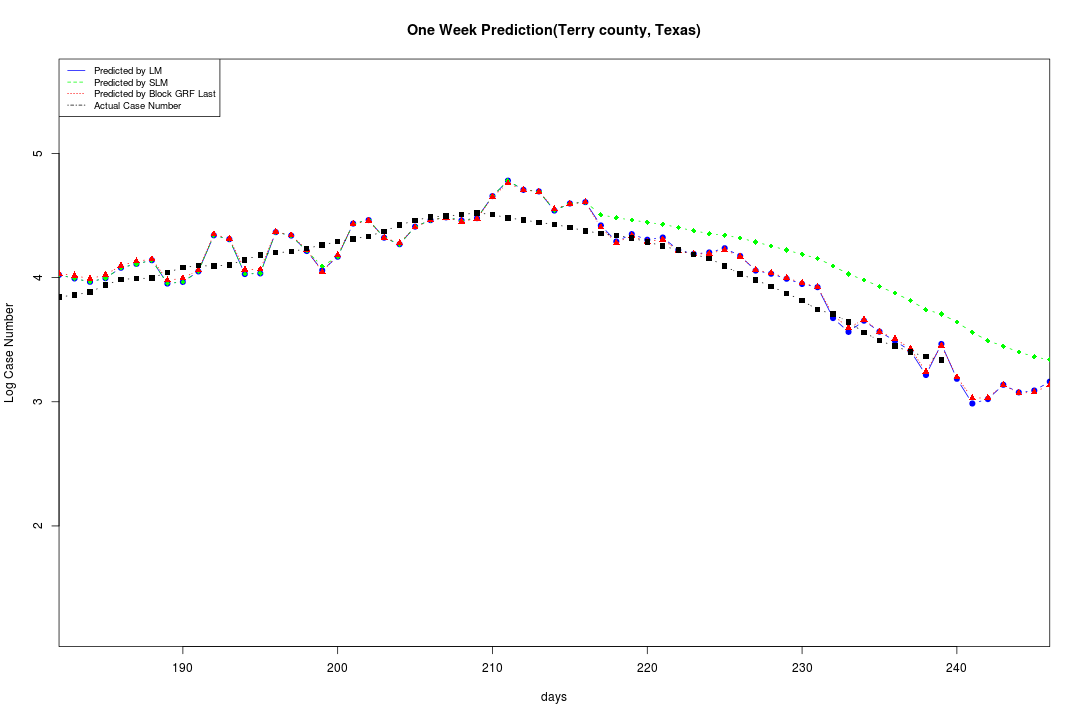 One Week Prediction(Terry county, Texas)
Predicted by LM
Predicted by SLM
Predicted by Block GRF Last
Actual Case Number
5
4
3
2
Log Case Number
190 200 210 220 230 240
days